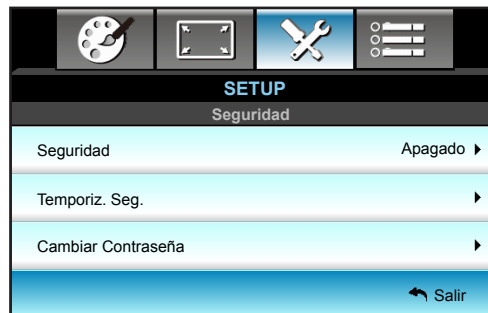 SETUP
Seguridad
Seguridad Apagado
Temporiz. Seg.
Cambiar Contraseña
Salir